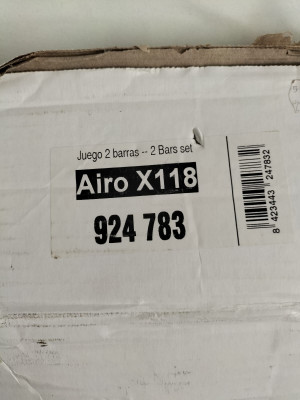 Juego 2 barras -- 2 Bars set
Airo X118
924 783
8 423443 247832